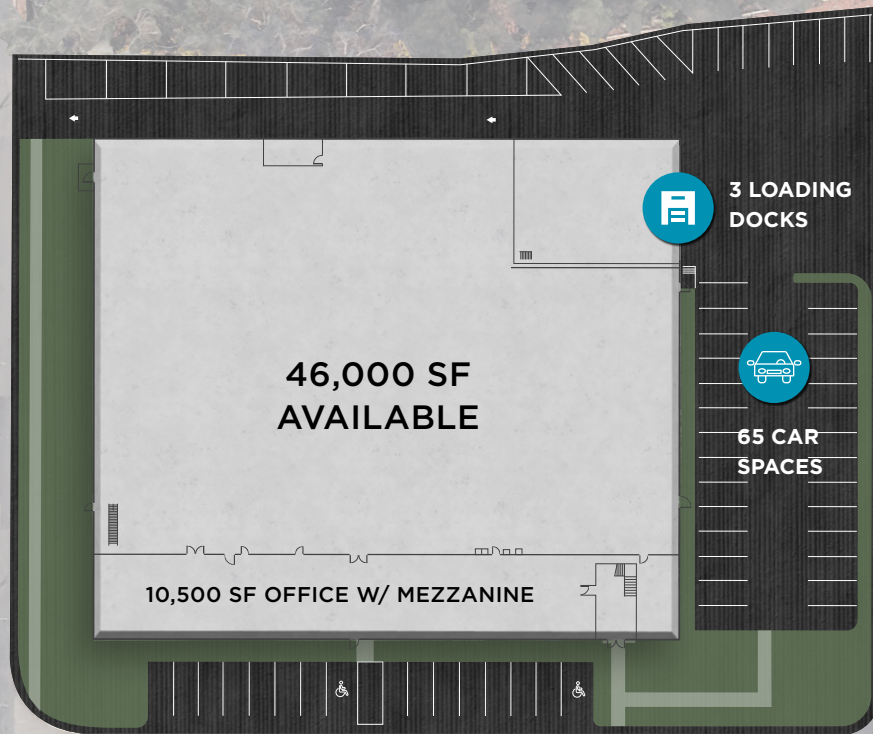 3 LOADING
DOCKS
46,000 SF
AVAILABLE
65 CAR
SPACES
10,500 SF OFFICE W/ MEZZANINE